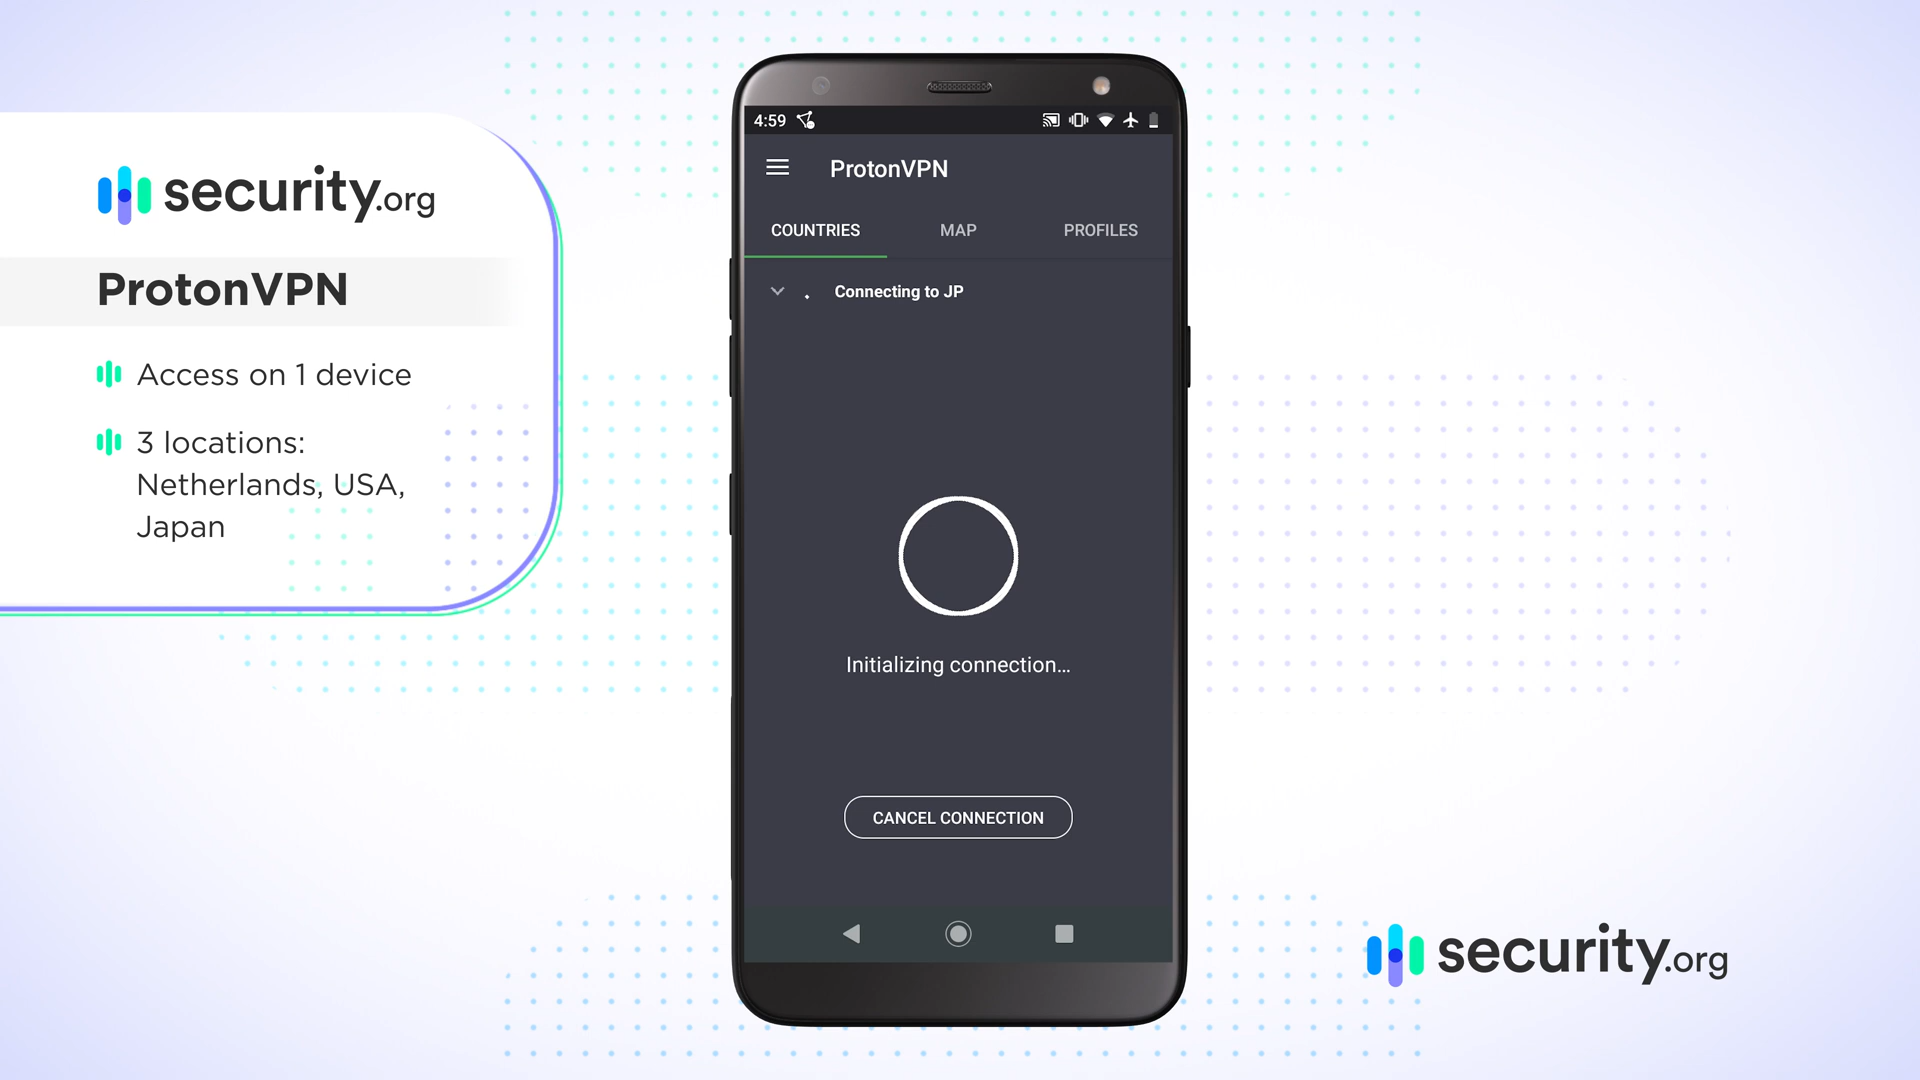 security.org
ProtonVPN
Access on 1 device
3 locations:
Netherlands, USA,
Japan
4:59
ProtonVPN
COUNTRIES MAP PROFILES
Connecting to JP
Initializing connection...
CANCEL CONNECTION
security.org